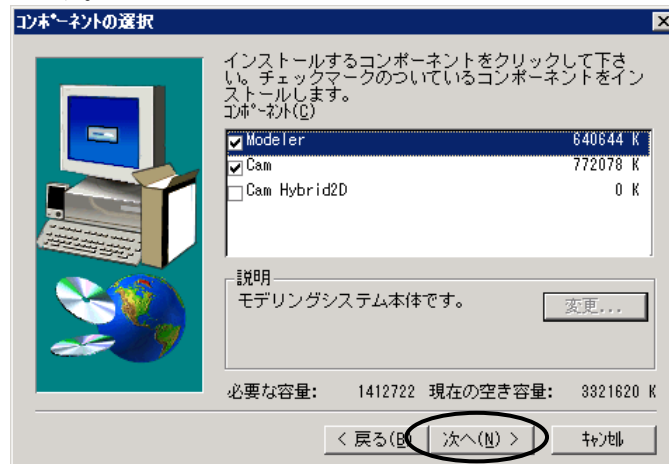 ｺﾝﾎﾟｰﾈﾝﾄの選択
インストールするコンポーネントをクリックして下さ
い。チェックマークのついているコンポーネントをイン
ストールします。
ｺﾝﾎﾟｰﾈﾝﾄ(C)
Modeler 640644 K
Cam 772078 K
Cam Hybrid2D 0 K
説明
モデリングシステム本体です。
変更...
必要な容量: 1412722 現在の空き容量: 3321620 K
< 戻る(B) 次へ(N) > ｷｬﾝｾﾙ